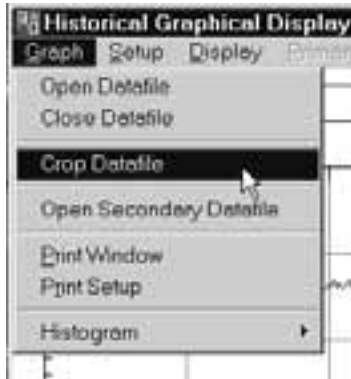 Historical Graphical Display
Graph Setup Display Primar
Open Datafile
Close Datafile
Crop Datafile
Open Secondary Datafile
Print Window
Print Setup
Histogram